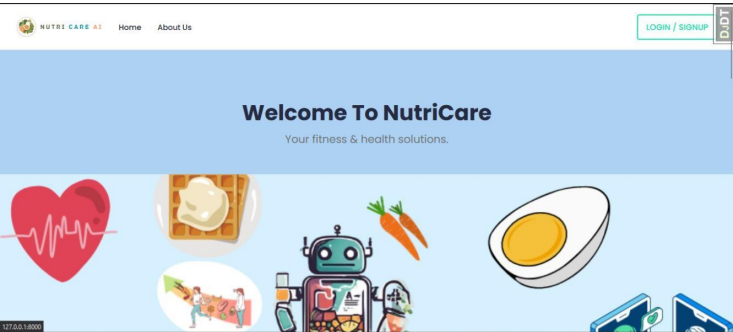 NUTRI CARE AI
Home
About Us
LOGIN / SIGNUP
DjDT
Welcome To NutriCare
Your fitness & health solutions.
A
127.0.0.1:8000